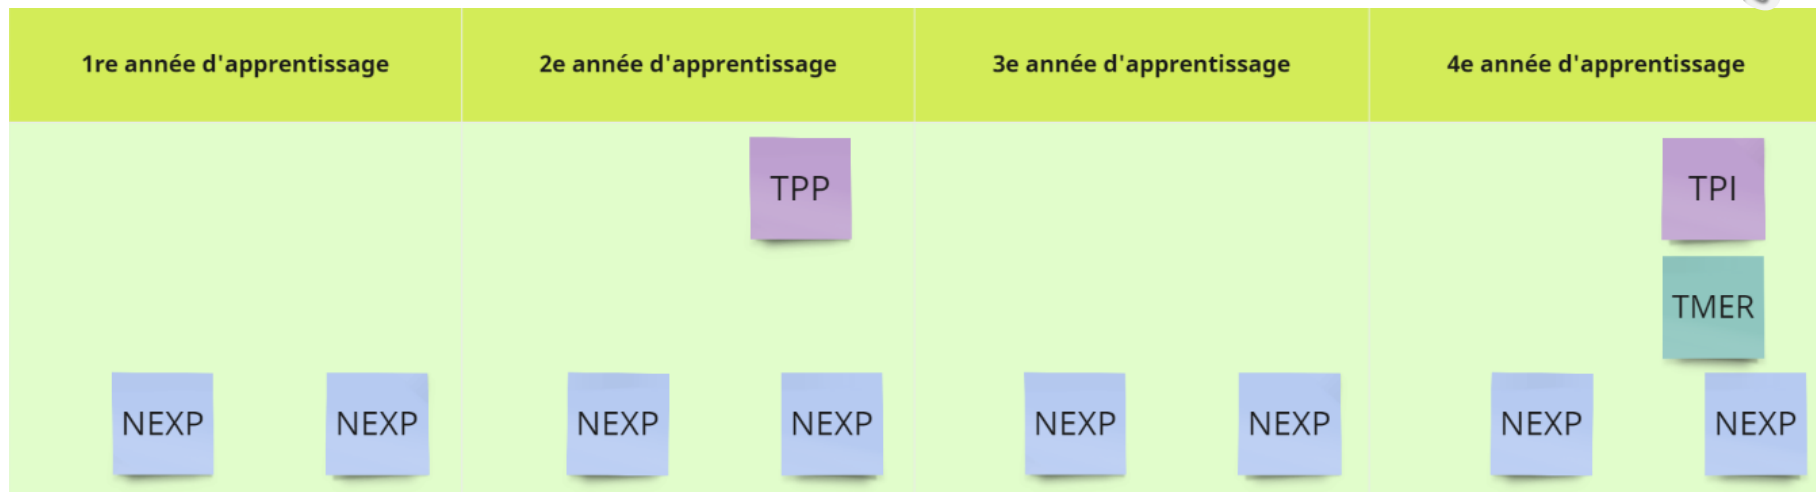 1re année d'apprentissage
2e année d'apprentissage
3e année d'apprentissage
4e année d'apprentissage
TPP
TPI
TMER
NEXP
NEXP
NEXP
NEXP
NEXP
NEXP
NEXP
NEXP